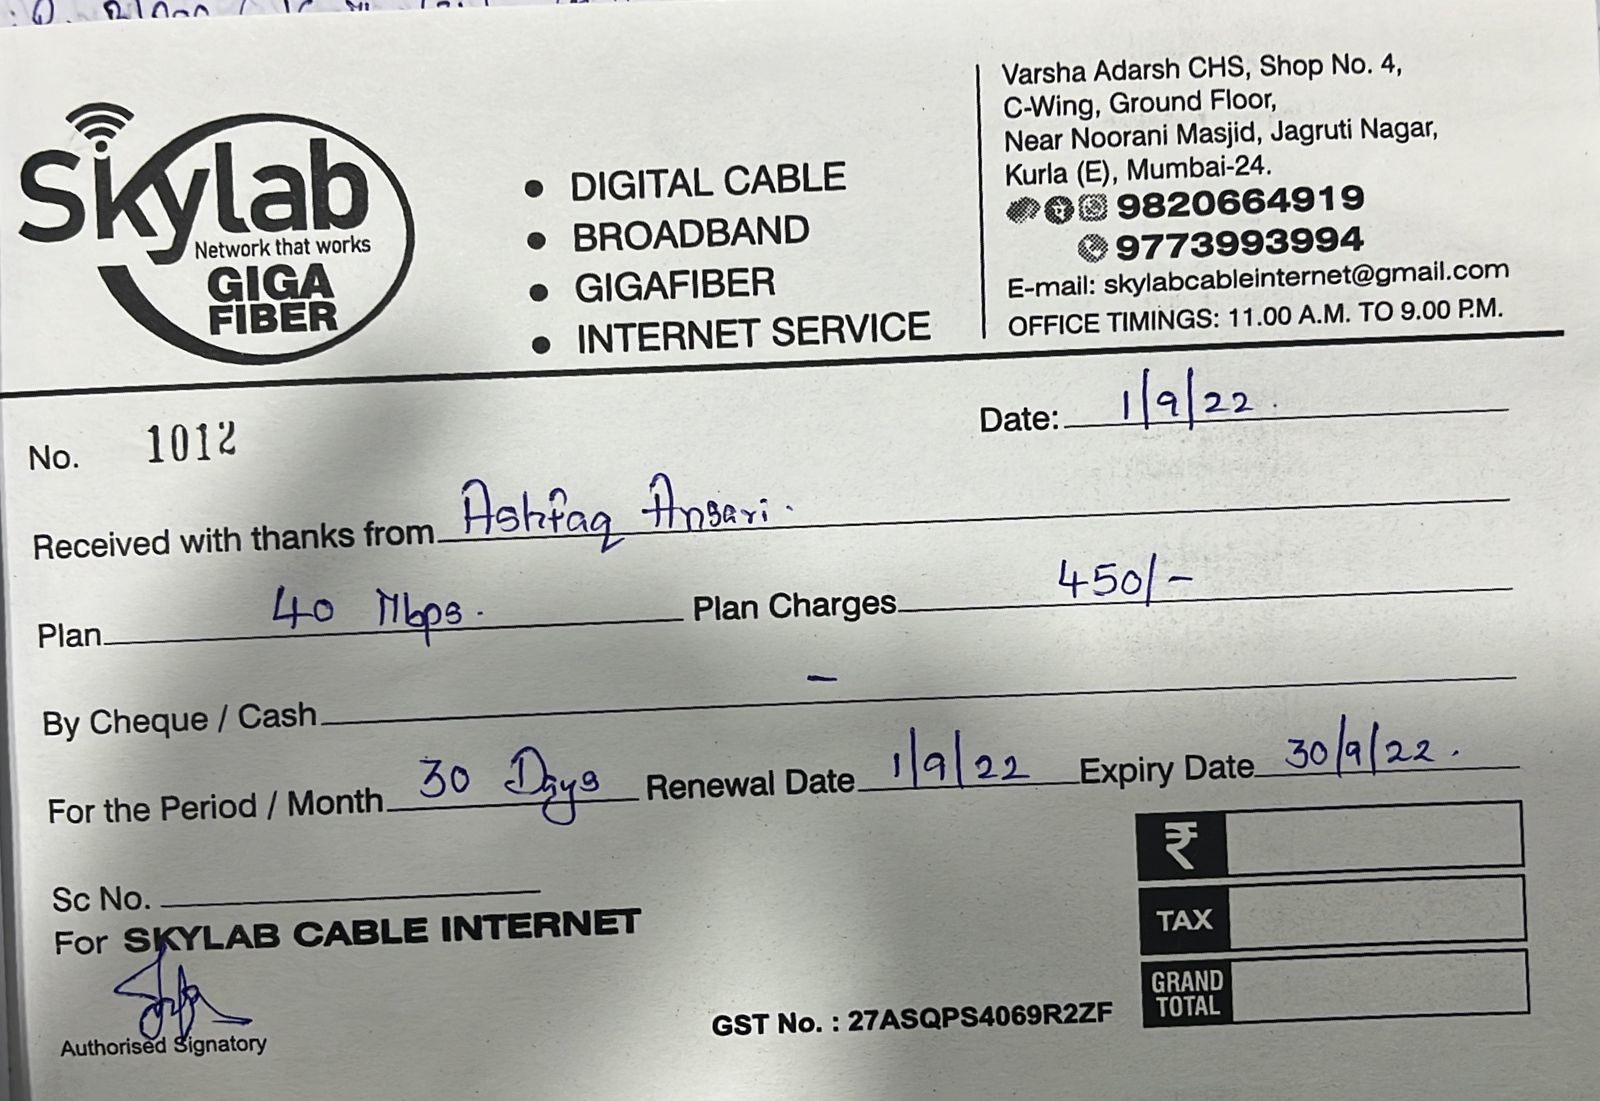 Skylab
Network that works
GIGA
FIBER
• DIGITAL CABLE
• BROADBAND
• GIGAFIBER
• INTERNET SERVICE
Varsha Adarsh CHS, Shop No. 4,
C-Wing, Ground Floor,
Near Noorani Masjid, Jagruti Nagar,
Kurla (E), Mumbai-24.
9820664919
9773993994
E-mail: skylabcableinternet@gmail.com
OFFICE TIMINGS: 11.00 A.M. TO 9.00 P.M.
No. 1012
Date: 1/9/22
Received with thanks from Ashfaq Ansari.
Plan 40 Mbps. Plan Charges 450/-
By Cheque / Cash -
For the Period / Month 30 Days Renewal Date 1/9/22 Expiry Date 30/9/22.
₹
Sc No.
TAX
For SKYLAB CABLE INTERNET
GRAND
TOTAL
GST No. : 27ASQPS4069R2ZF
Authorised Signatory